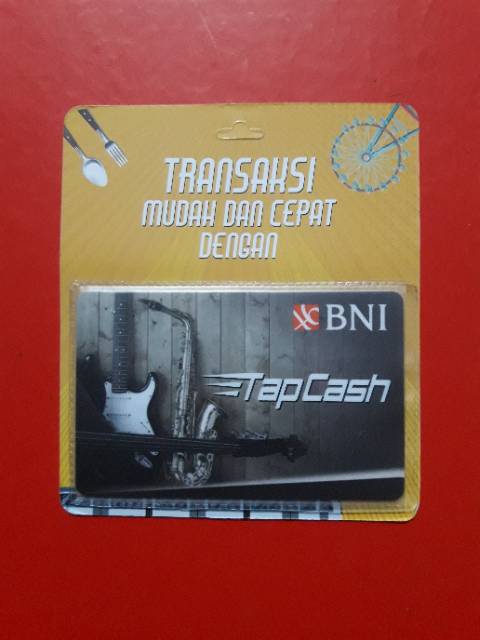 TRANSAKSI
MUDAH DAN CEPAT
DENGAN
BNI
TapCash